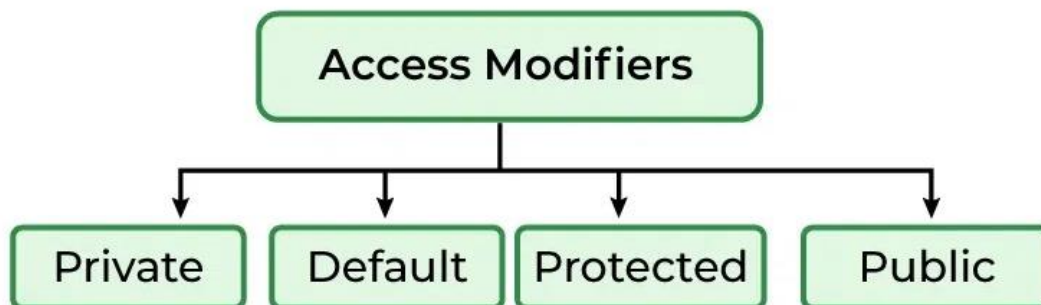 Access Modifiers
Private
Default
Protected
Public